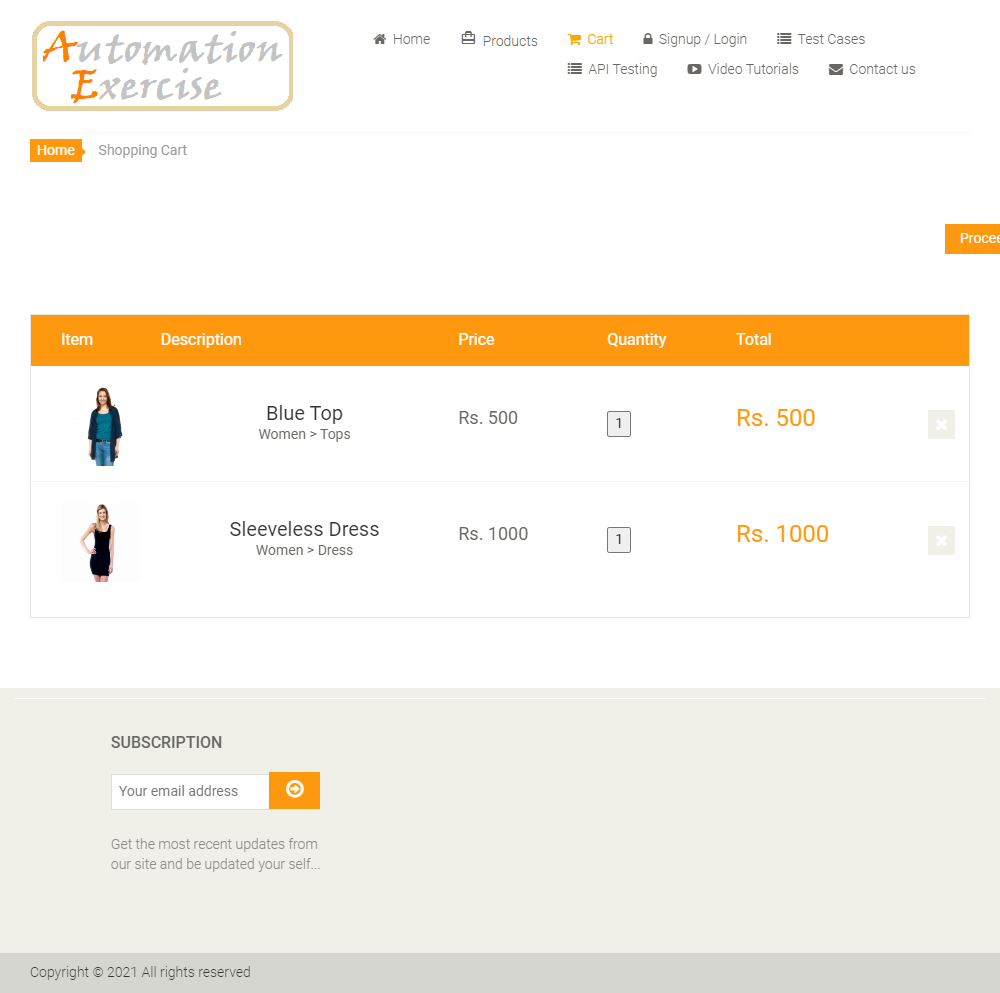 Automation
Exercise
Home Products Cart Signup / Login Test Cases
API Testing Video Tutorials Contact us
Home Shopping Cart
Item Description Price Quantity Total
Blue Top
Women > Tops
Rs. 500 1 Rs. 500
Sleeveless Dress
Women > Dress
Rs. 1000 1 Rs. 1000
SUBSCRIPTION
Your email address
Get the most recent updates from
our site and be updated your self...
Copyright © 2021 All rights reserved